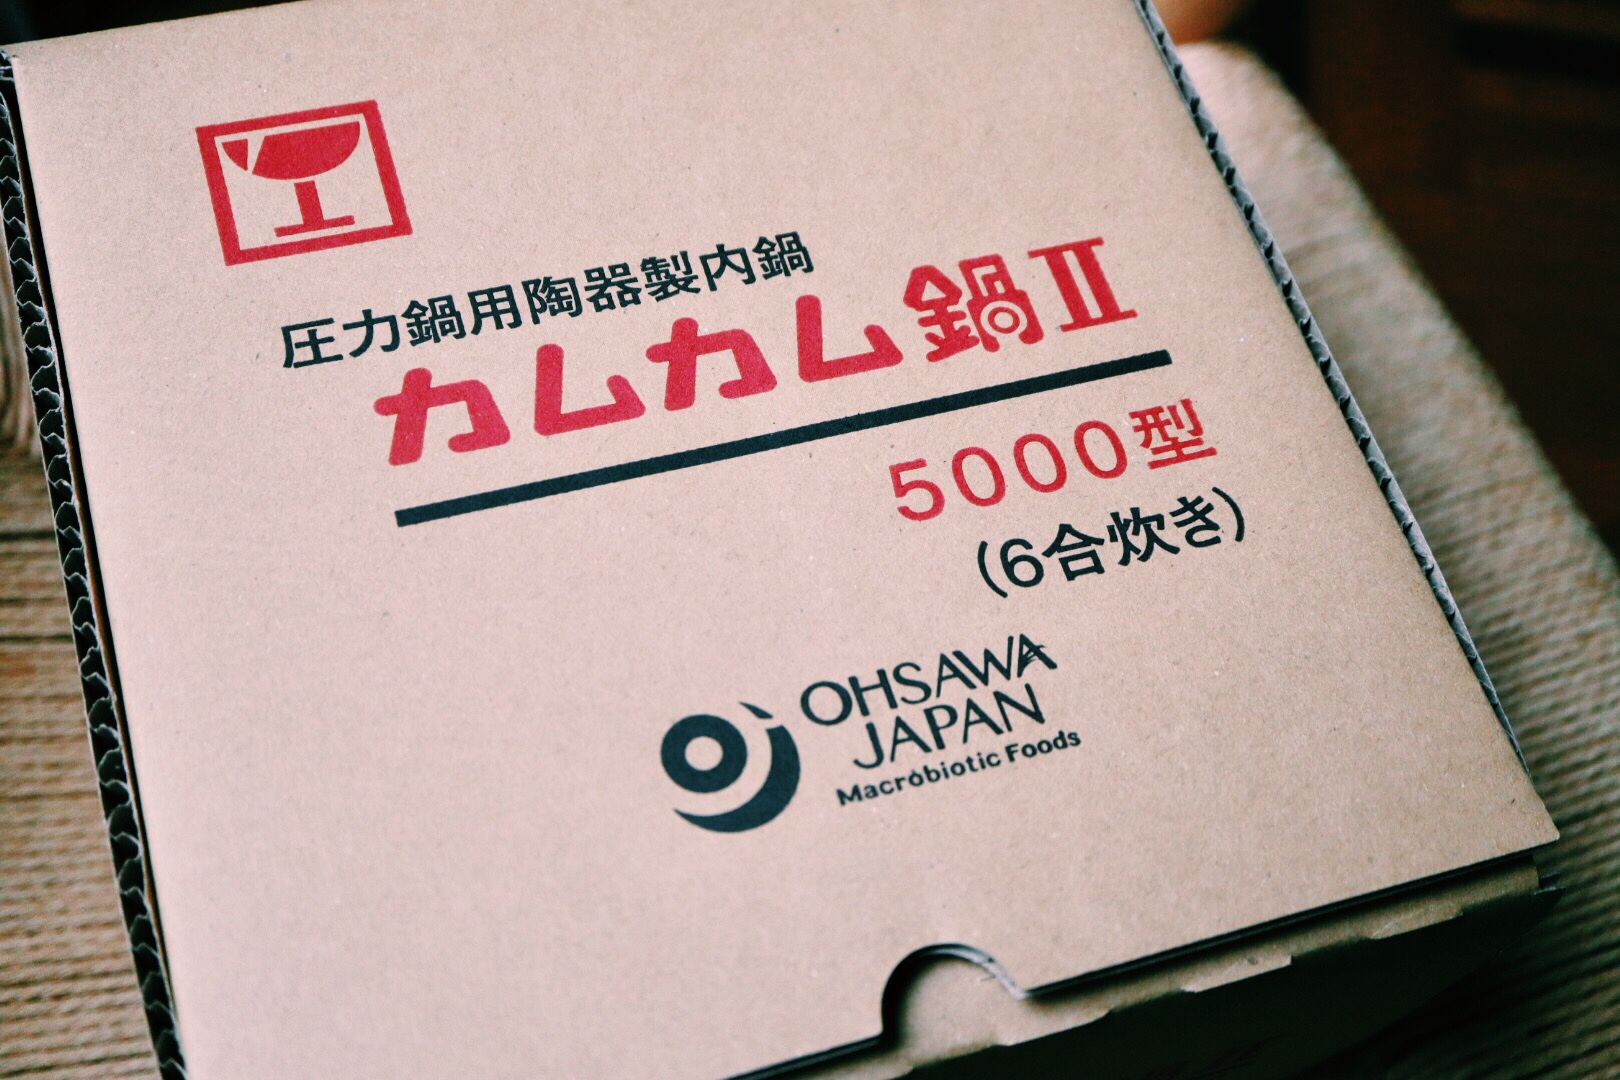 圧力鍋用陶器製内鍋
カムカム鍋Ⅱ
5000型
(6合炊き)
OHSAWA
JAPAN
Macrobiotic Foods